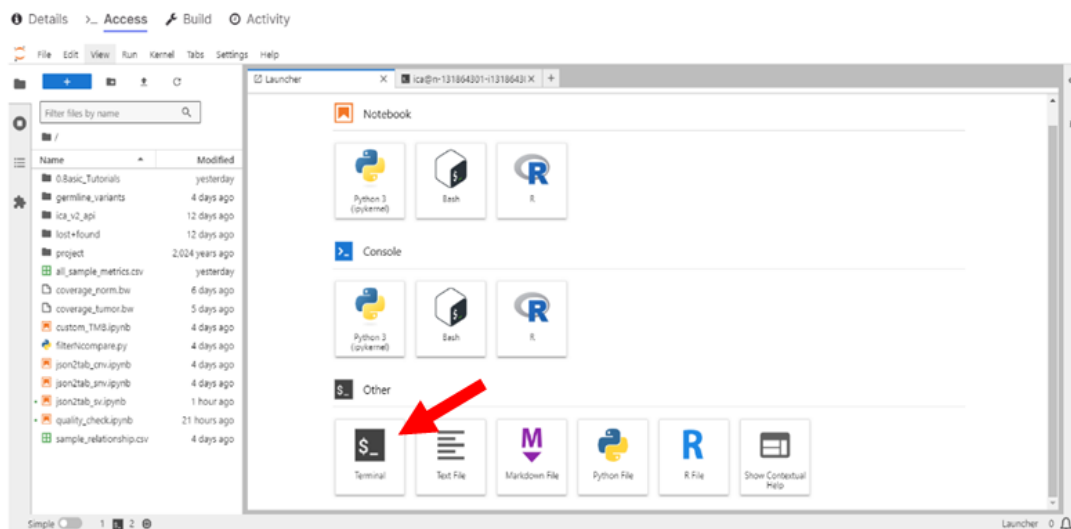 Details >_ Access Build Activity
File Edit View Run Kernel Tabs Settings Help
+
Launcher × ica@n-131864301-i1318643( × +
Filter files by name
/
Name Modified
0.Basic_Tutorials yesterday
germline_variants 4 days ago
ica_v2_api 12 days ago
lost+found 12 days ago
project 2,024 years ago
all_sample_metrics.csv yesterday
coverage_norm.bw 6 days ago
coverage_tumor.bw 5 days ago
custom_TMB.ipynb 4 days ago
filterNcompare.py 4 days ago
json2tab_cnv.ipynb 4 days ago
json2tab_snv.ipynb 4 days ago
json2tab_sv.ipynb 1 hour ago
quality_check.ipynb 21 hours ago
sample_relationship.csv 4 days ago
Notebook
Python 3
(ipykernel)
Bash
R
Console
Python 3
(ipykernel)
Bash
R
$_ Other
$_
Terminal
Text File
M
Markdown File
Python File
R
R File
Show Contextual
Help
Simple 1 2 Launcher 0